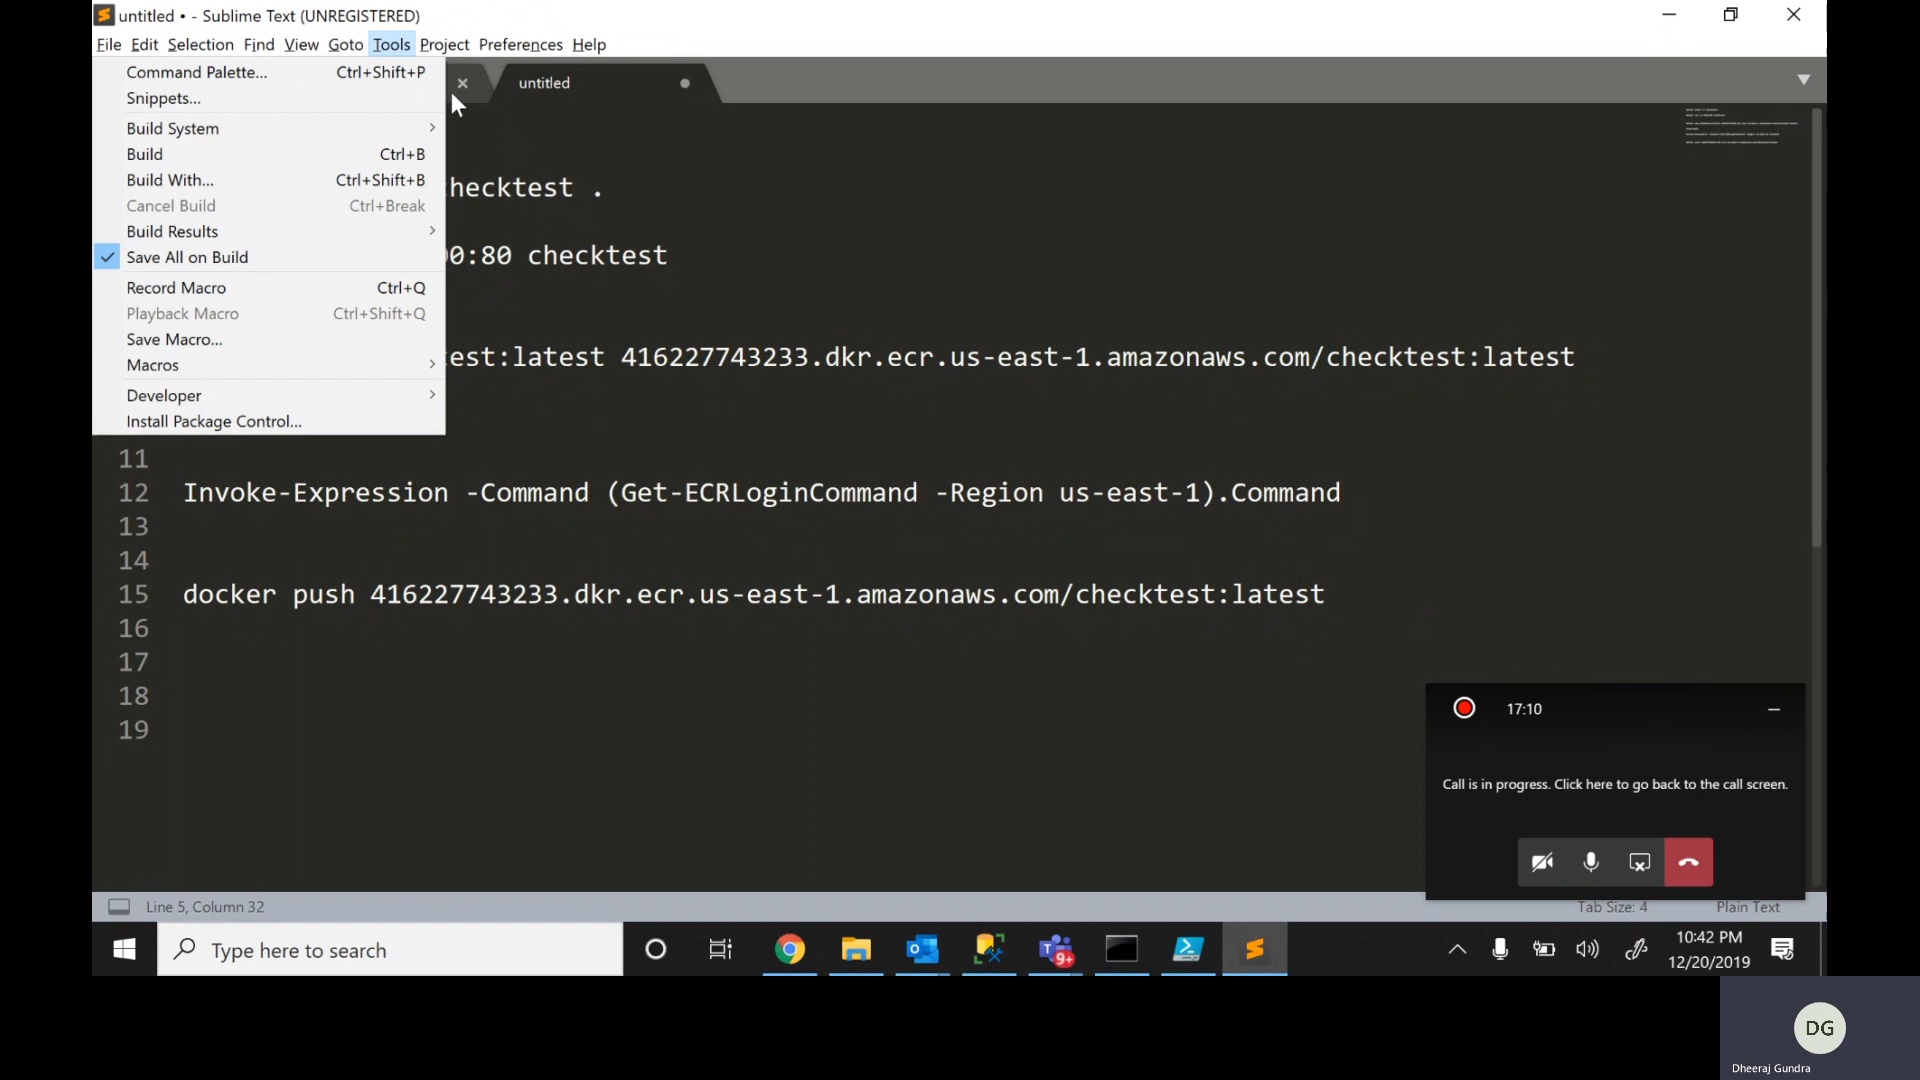 untitled • - Sublime Text (UNREGISTERED)
File Edit Selection Find View Goto Tools Project Preferences Help
Command Palette... Ctrl+Shift+P
Snippets...
Build System
Build Ctrl+B
Build With... Ctrl+Shift+B
Cancel Build Ctrl+Break
Build Results
Save All on Build
Record Macro Ctrl+Q
Playback Macro Ctrl+Shift+Q
Save Macro...
Macros
Developer
Install Package Control...
untitled
hecktest .
0:80 checktest
est:latest 416227743233.dkr.ecr.us-east-1.amazonaws.com/checktest:latest
11
12 Invoke-Expression -Command (Get-ECRLoginCommand -Region us-east-1).Command
13
14
15 docker push 416227743233.dkr.ecr.us-east-1.amazonaws.com/checktest:latest
16
17
18
19
17:10
Call is in progress. Click here to go back to the call screen.
Line 5, Column 32
Tab Size: 4 Plain Text
Type here to search
9+
10:42 PM
12/20/2019
DG
Dheeraj Gundra